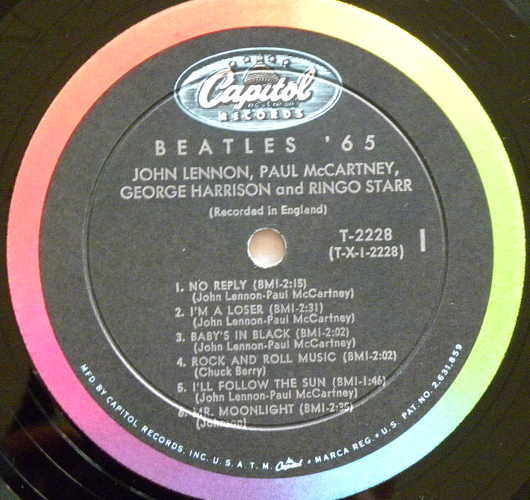 Capitol
RECORDS
BEATLES '65
JOHN LENNON, PAUL McCARTNEY,
GEORGE HARRISON and RINGO STARR
(Recorded in England)
T-2228
(T-X-1-2228)
1
1. NO REPLY (BMI-2:15)
(John Lennon-Paul McCartney)
2. I'M A LOSER (BMI-2:31)
(John Lennon-Paul McCartney)
3. BABY'S IN BLACK (BMI-2:02)
(John Lennon-Paul McCartney)
4. ROCK AND ROLL MUSIC (BMI-2:02)
(Chuck Berry)
5. I'LL FOLLOW THE SUN (BMI-1:46)
(John Lennon-Paul McCartney)
6. MR. MOONLIGHT (BMI-2:35)
(Johnson)
MFD. BY CAPITOL RECORDS, INC. U.S.A. T.M. Capitol • MARCA REG. • U.S. PAT. NO. 2,631,859